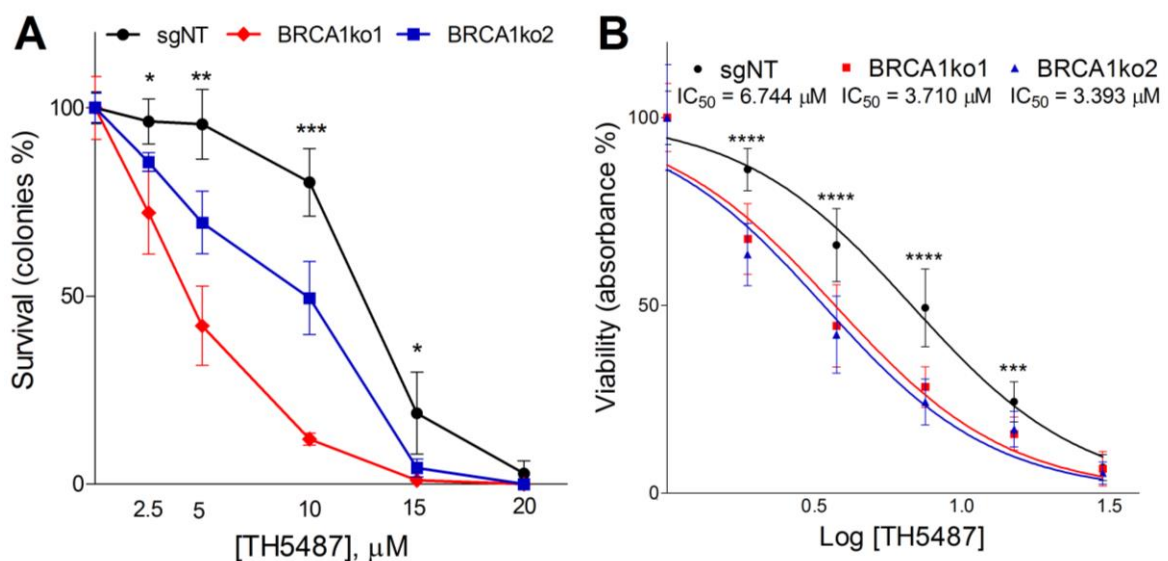 A
sgNT BRCA1ko1 BRCA1ko2
* ** *** *
Survival (colonies %)
100
50
0
2.5 5 10 15 20
[TH5487], μM
B
sgNT BRCA1ko1 BRCA1ko2
IC50 = 6.744 μM IC50 = 3.710 μM IC50 = 3.393 μM
**** **** **** ***
Viability (absorbance %)
100
50
0
0.5 1.0 1.5
Log [TH5487]